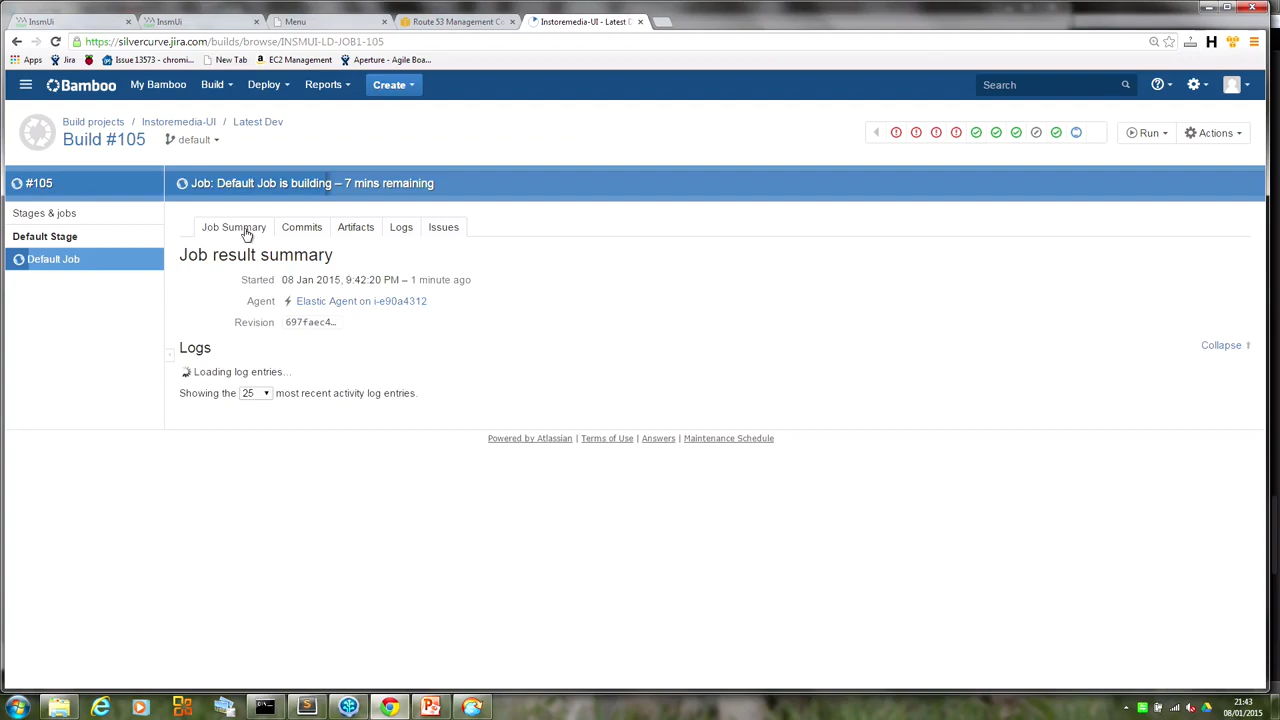 InsmUi
InsmUi
Menu
Route 53 Management Co
Instoremedia-UI - Latest D
https://silvercurve.jira.com/builds/browse/INSMUI-LD-JOB1-105
Apps
Jira
Issue 13573 - chromi...
New Tab
EC2 Management
Aperture - Agile Boa...
Bamboo
My Bamboo
Build
Deploy
Reports
Create
Search
Build projects / Instoremedia-UI / Latest Dev
Build #105
default
Run
Actions
#105
Job: Default Job is building – 7 mins remaining
Stages & jobs
Default Stage
Default Job
Job Summary
Commits
Artifacts
Logs
Issues
Job result summary
Started 08 Jan 2015, 9:42:20 PM – 1 minute ago
Agent Elastic Agent on i-e90a4312
Revision 697faec4...
Logs
Collapse
Loading log entries...
Showing the 25 most recent activity log entries.
Powered by Atlassian | Terms of Use | Answers | Maintenance Schedule
21:43
08/01/2015